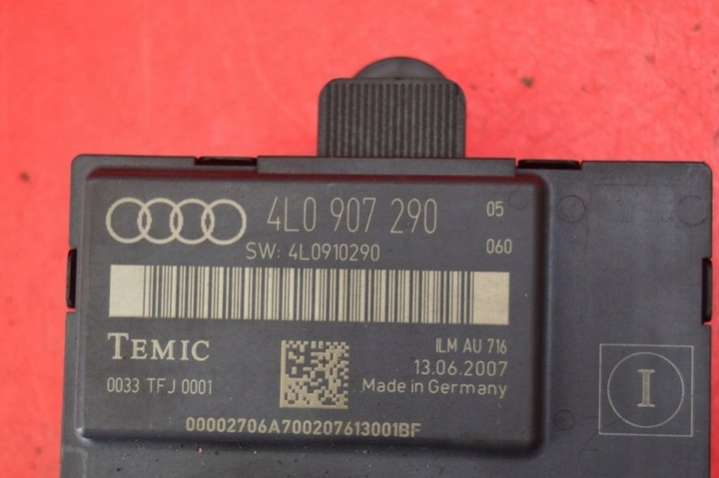 4L0 907 290 05
SW: 4L0910290 060
TEMIC
ILM AU 716
13.06.2007
0033 TFJ 0001
Made in Germany
00002706A700207613001BF
I